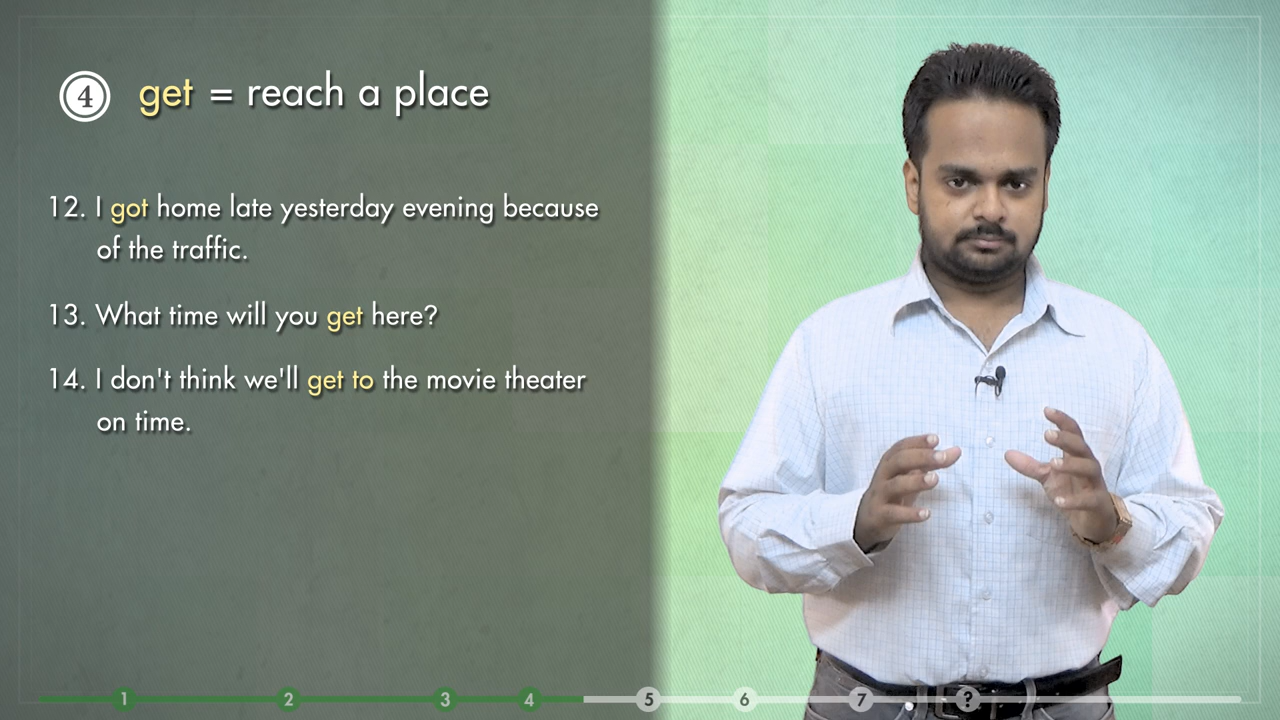 4 get = reach a place
12. I got home late yesterday evening because
of the traffic.
13. What time will you get here?
14. I don't think we'll get to the movie theater
on time.
1 2 3 4 5 6 7 ?